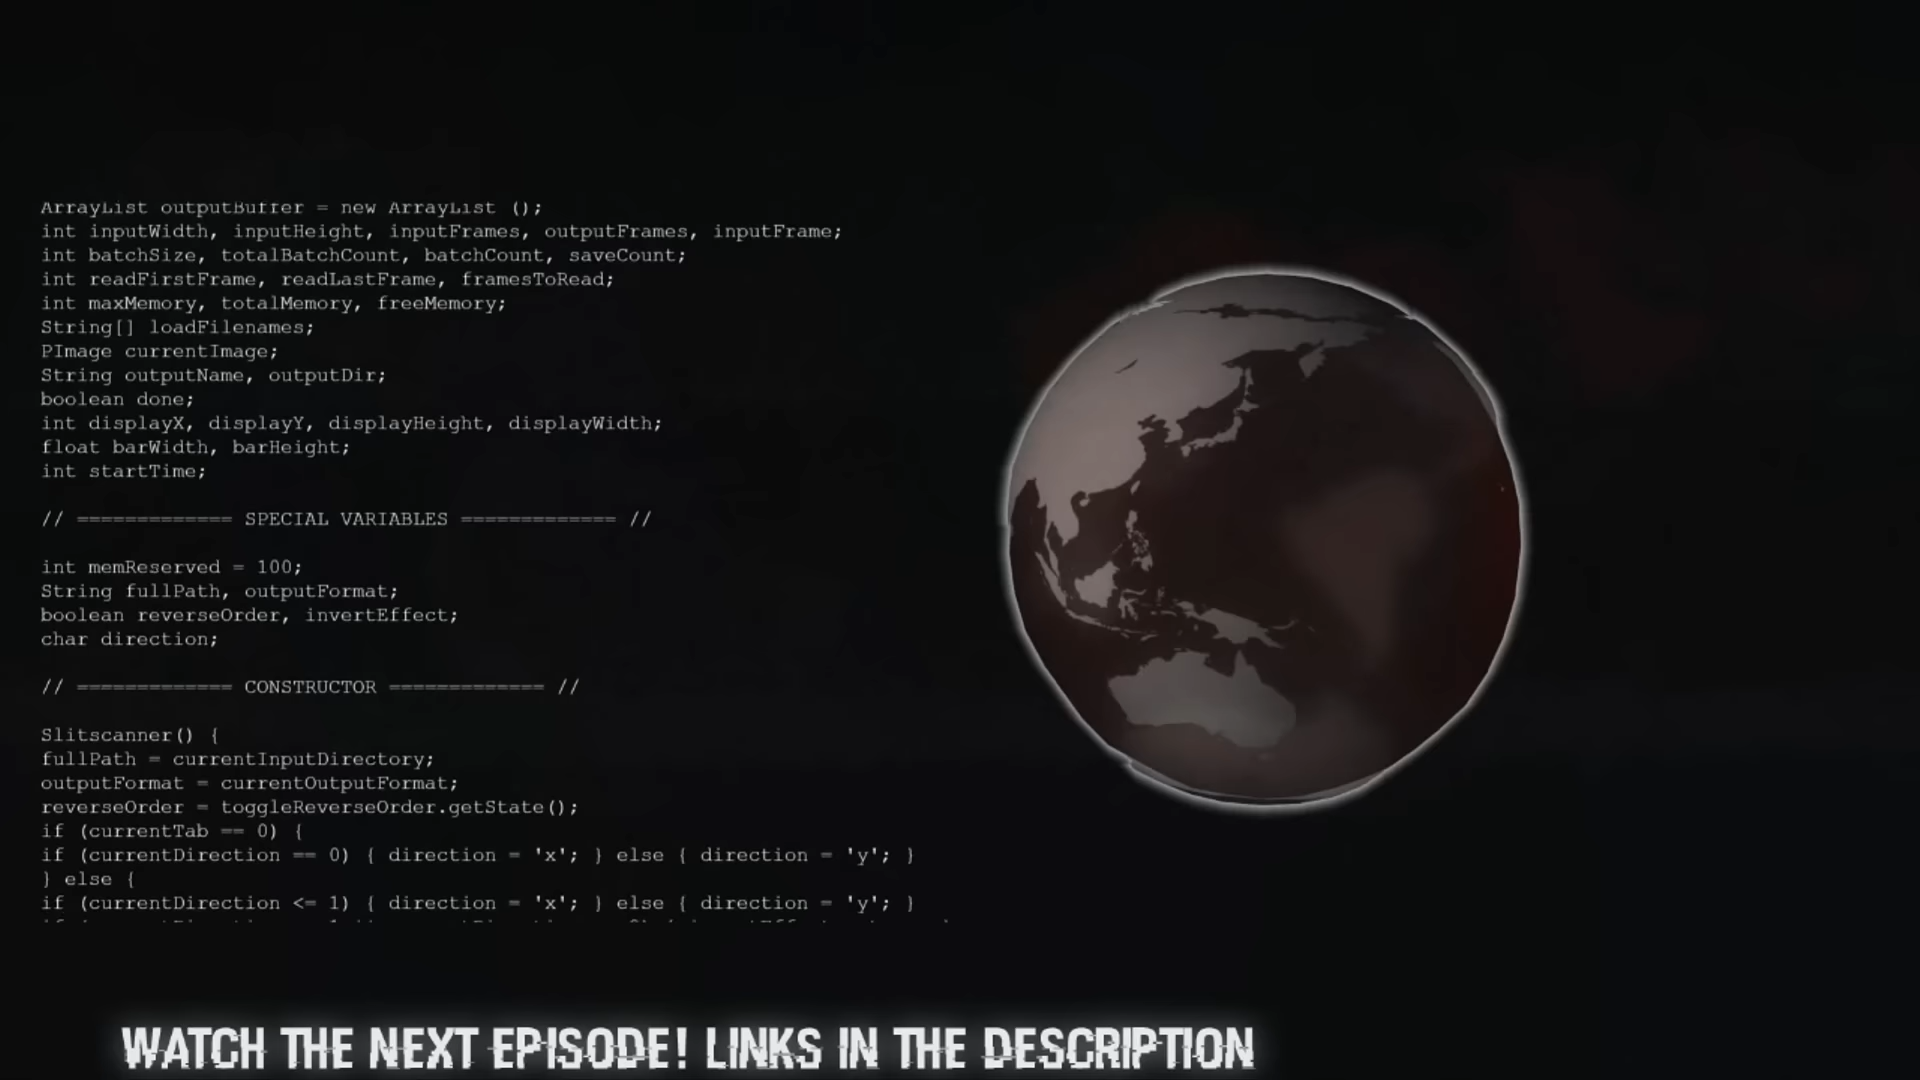 ArrayList outputBuffer = new ArrayList ();
int inputWidth, inputHeight, inputFrames, outputFrames, inputFrame;
int batchSize, totalBatchCount, batchCount, saveCount;
int readFirstFrame, readLastFrame, framesToRead;
int maxMemory, totalMemory, freeMemory;
String[] loadFilenames;
PImage currentImage;
String outputName, outputDir;
boolean done;
int displayX, displayY, displayHeight, displayWidth;
float barWidth, barHeight;
int startTime;
// ============= SPECIAL VARIABLES ============= //
int memReserved = 100;
String fullPath, outputFormat;
boolean reverseOrder, invertEffect;
char direction;
// ============= CONSTRUCTOR ============= //
Slitscanner() {
fullPath = currentInputDirectory;
outputFormat = currentOutputFormat;
reverseOrder = toggleReverseOrder.getState();
if (currentTab == 0) {
if (currentDirection == 0) { direction = 'x'; } else { direction = 'y'; }
} else {
if (currentDirection <= 1) { direction = 'x'; } else { direction = 'y'; }
WATCH THE NEXT EPISODE! LINKS IN THE DESCRIPTION